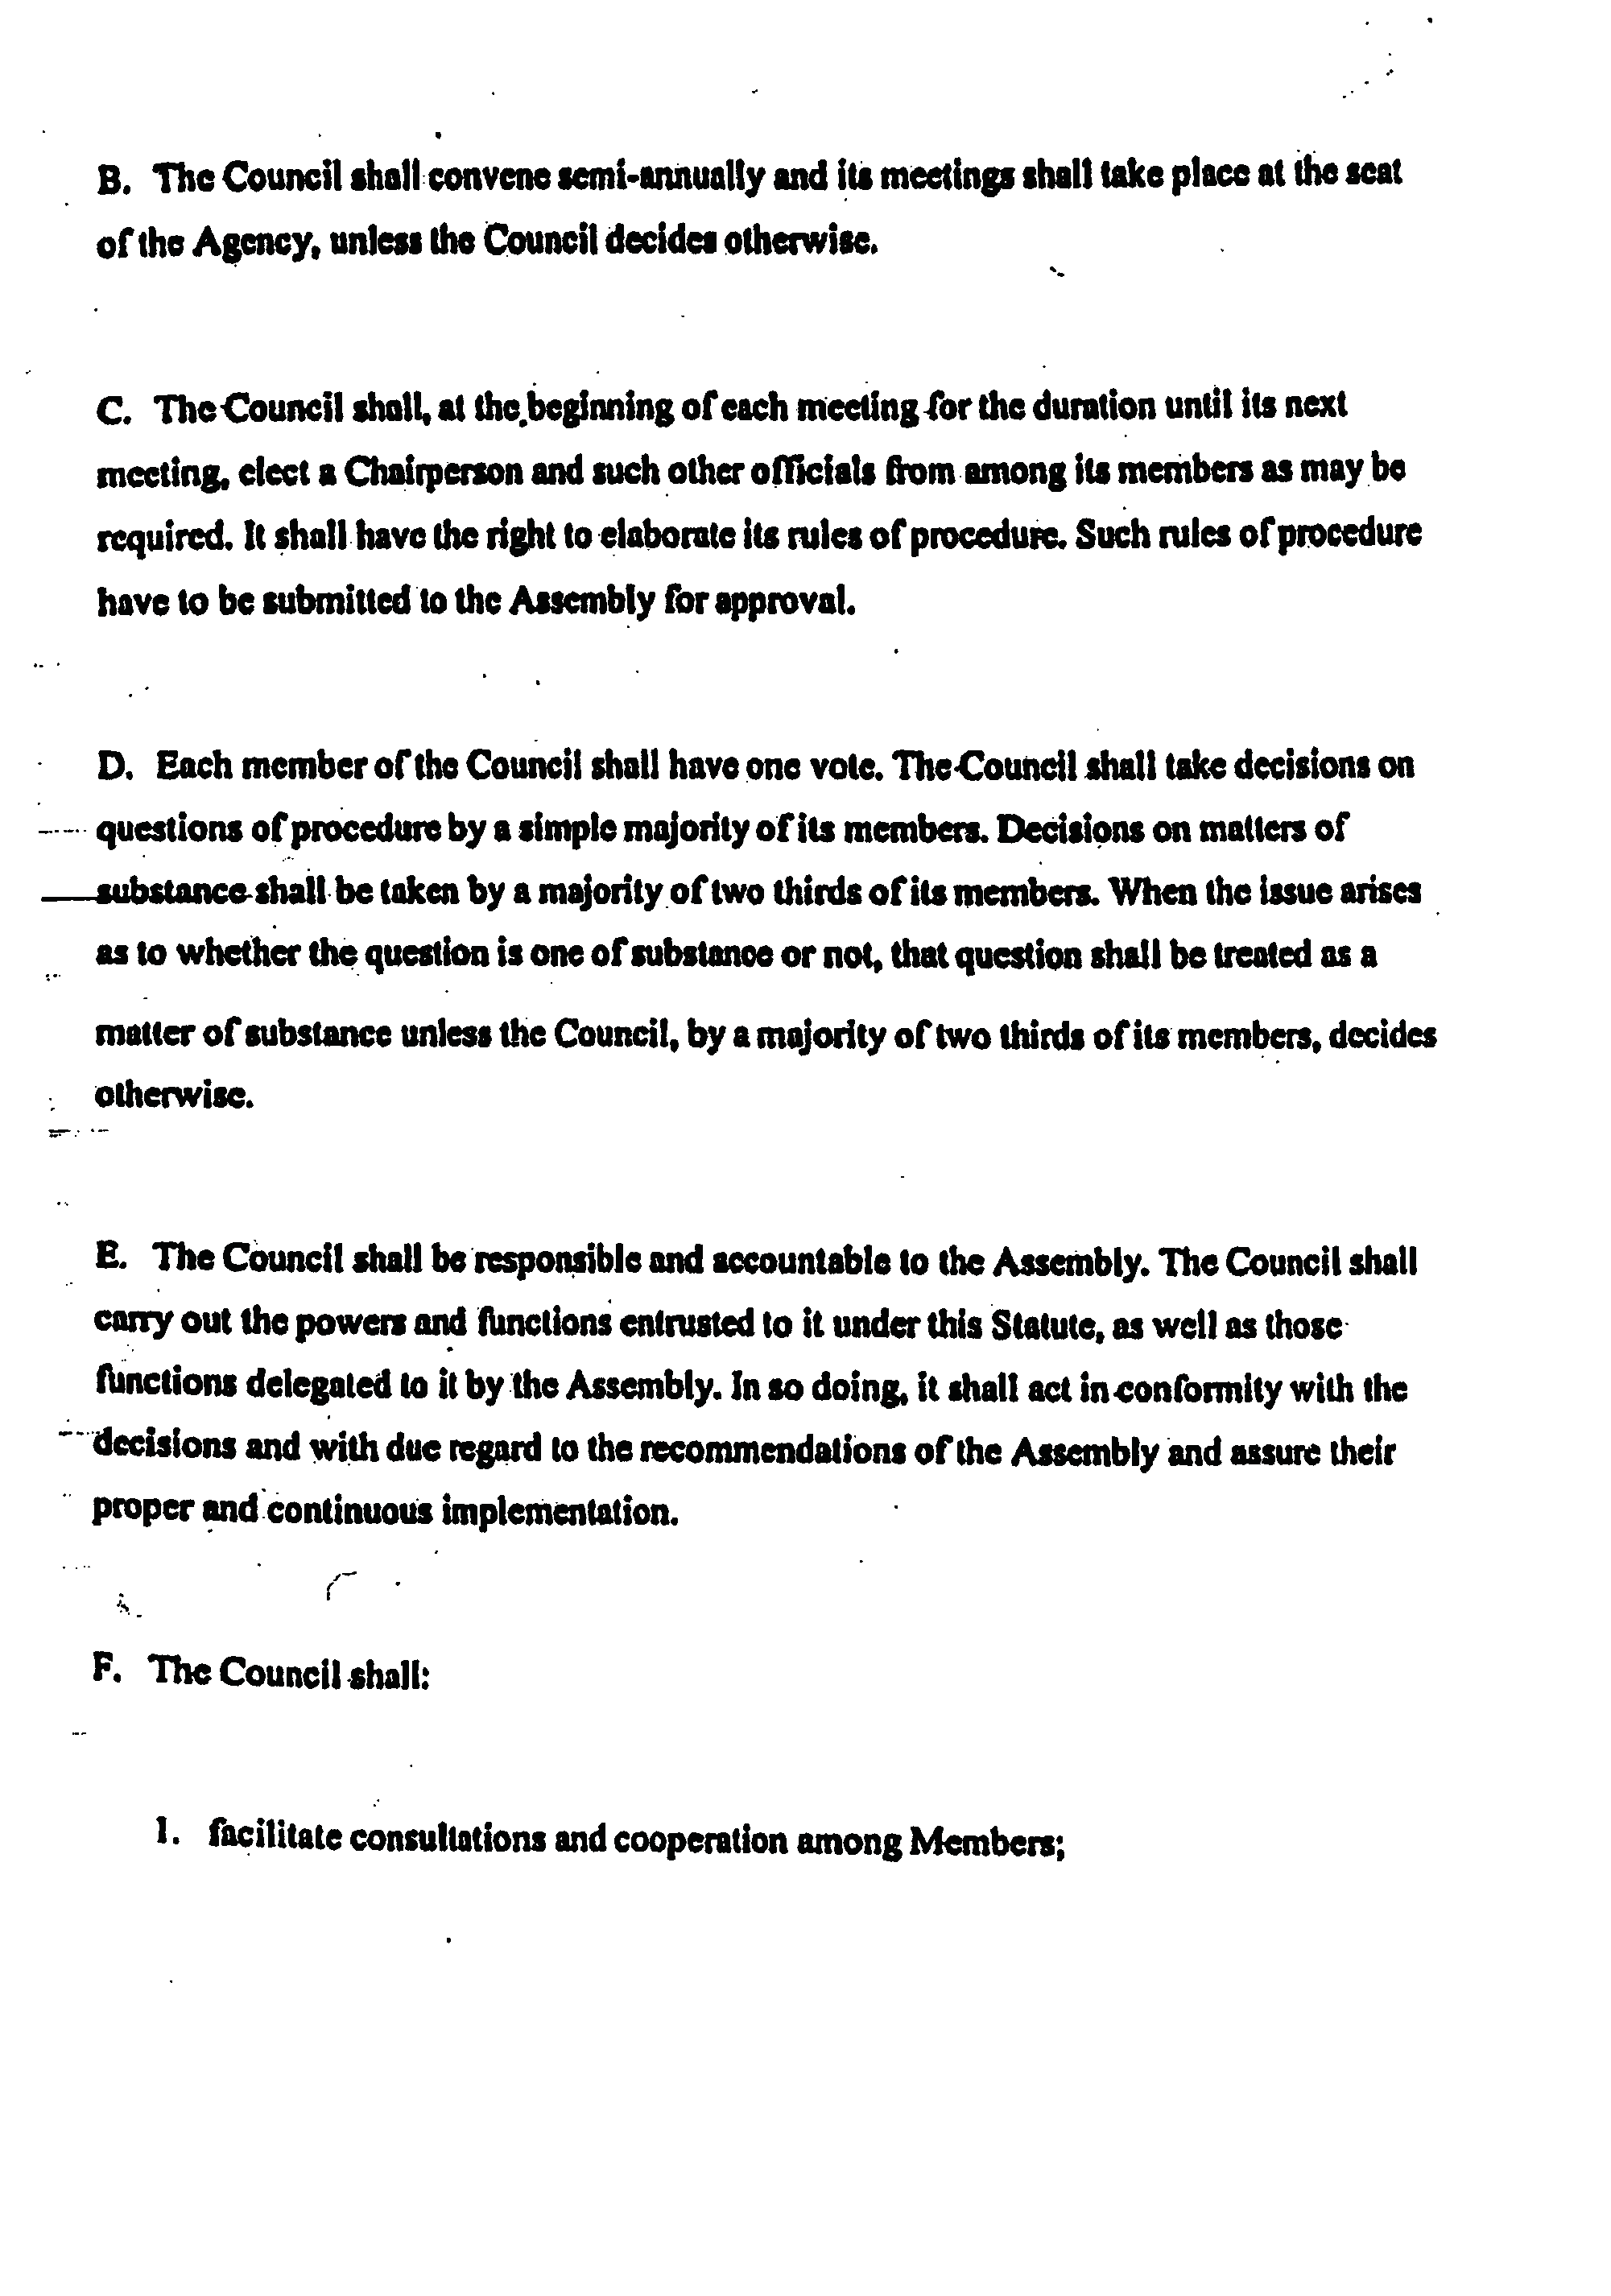 B. The Council shall convene semi-annually and its meetings shall take place at the seat
of the Agency, unless the Council decides otherwise.
C. The Council shall, at the beginning of each meeting for the duration until its next
meeting, elect a Chairperson and such other officials from among its members as may be
required. It shall have the right to elaborate its rules of procedure. Such rules of procedure
have to be submitted to the Assembly for approval.
D. Each member of the Council shall have one vote. The Council shall take decisions on
questions of procedure by a simple majority of its members. Decisions on matters of
substance shall be taken by a majority of two thirds of its members. When the issue arises
as to whether the question is one of substance or not, that question shall be treated as a
matter of substance unless the Council, by a majority of two thirds of its members, decides
otherwise.
E. The Council shall be responsible and accountable to the Assembly. The Council shall
carry out the powers and functions entrusted to it under this Statute, as well as those
functions delegated to it by the Assembly. In so doing, it shall act in conformity with the
decisions and with due regard to the recommendations of the Assembly and assure their
proper and continuous implementation.
F. The Council shall:
1. facilitate consultations and cooperation among Members;